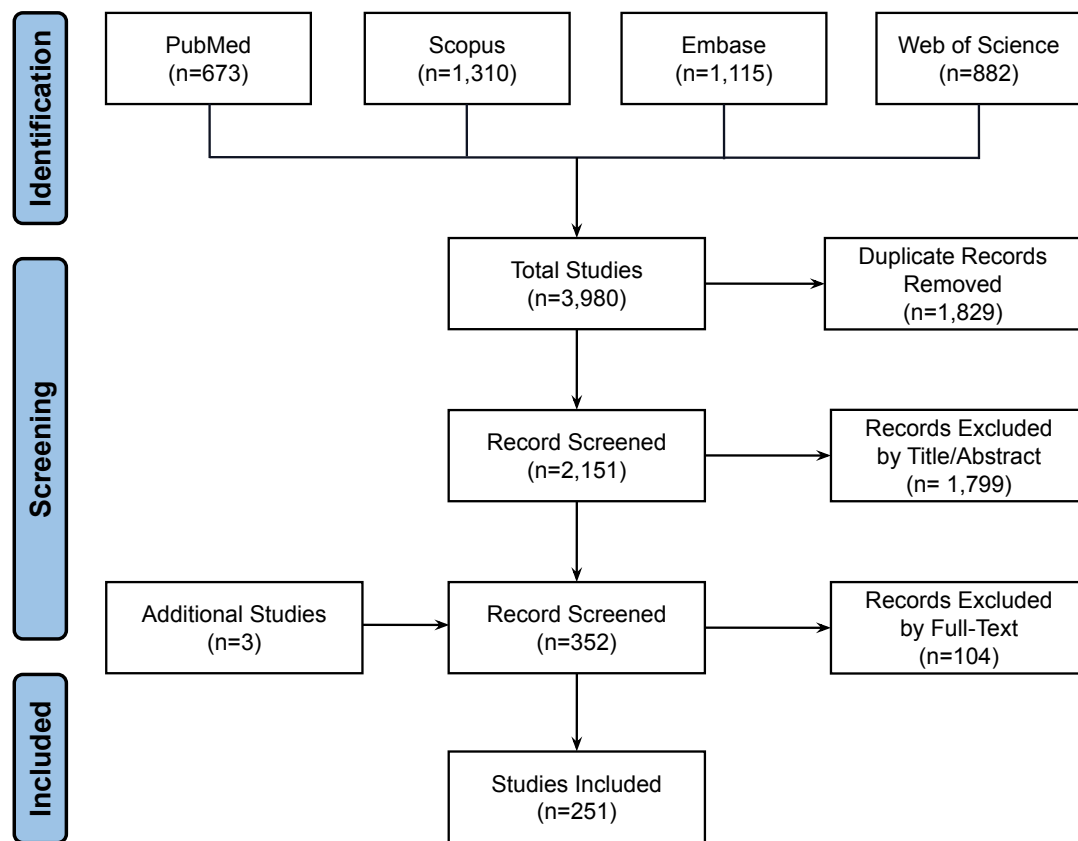 Identification
PubMed
(n=673)
Scopus
(n=1,310)
Embase
(n=1,115)
Web of Science
(n=882)
Screening
Total Studies
(n=3,980)
Duplicate Records
Removed
(n=1,829)
Record Screened
(n=2,151)
Records Excluded
by Title/Abstract
(n= 1,799)
Additional Studies
(n=3)
Record Screened
(n=352)
Records Excluded
by Full-Text
(n=104)
Included
Studies Included
(n=251)